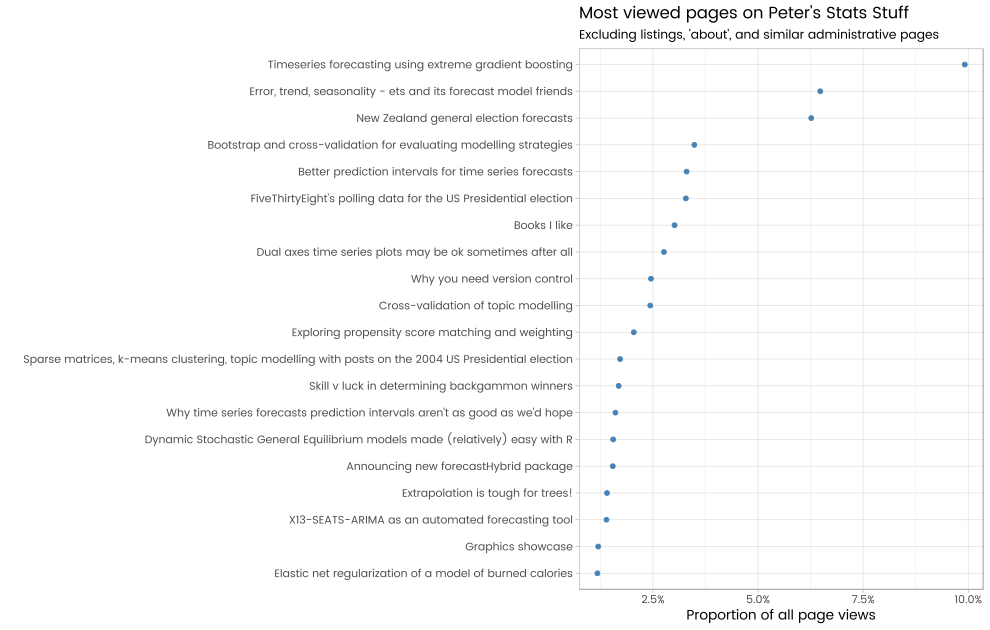 Most viewed pages on Peter's Stats Stuff
Excluding listings, 'about', and similar administrative pages
Timeseries forecasting using extreme gradient boosting
Error, trend, seasonality - ets and its forecast model friends
New Zealand general election forecasts
Bootstrap and cross-validation for evaluating modelling strategies
Better prediction intervals for time series forecasts
FiveThirtyEight's polling data for the US Presidential election
Books I like
Dual axes time series plots may be ok sometimes after all
Why you need version control
Cross-validation of topic modelling
Exploring propensity score matching and weighting
Sparse matrices, k-means clustering, topic modelling with posts on the 2004 US Presidential election
Skill v luck in determining backgammon winners
Why time series forecasts prediction intervals aren't as good as we'd hope
Dynamic Stochastic General Equilibrium models made (relatively) easy with R
Announcing new forecastHybrid package
Extrapolation is tough for trees!
X13-SEATS-ARIMA as an automated forecasting tool
Graphics showcase
Elastic net regularization of a model of burned calories
2.5% 5.0% 7.5% 10.0%
Proportion of all page views